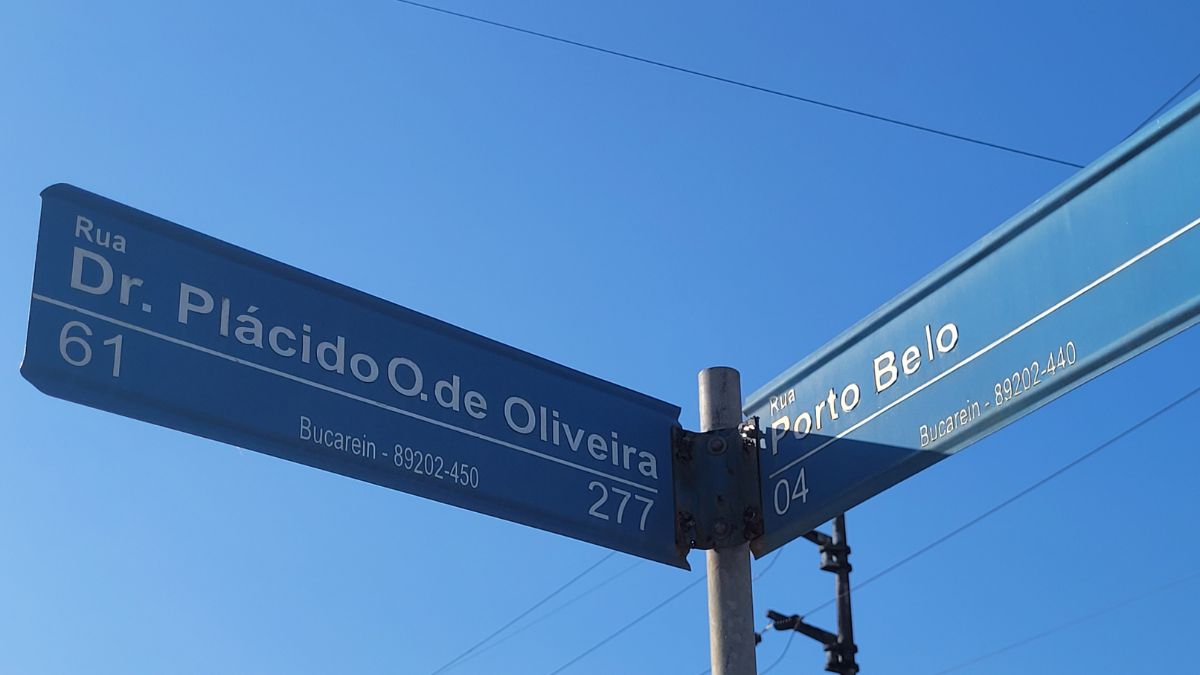 Rua
Dr. Plácido O.de Oliveira
61 277
Bucarein - 89202-450
Rua
Porto Belo
04
Bucarein - 89202-440